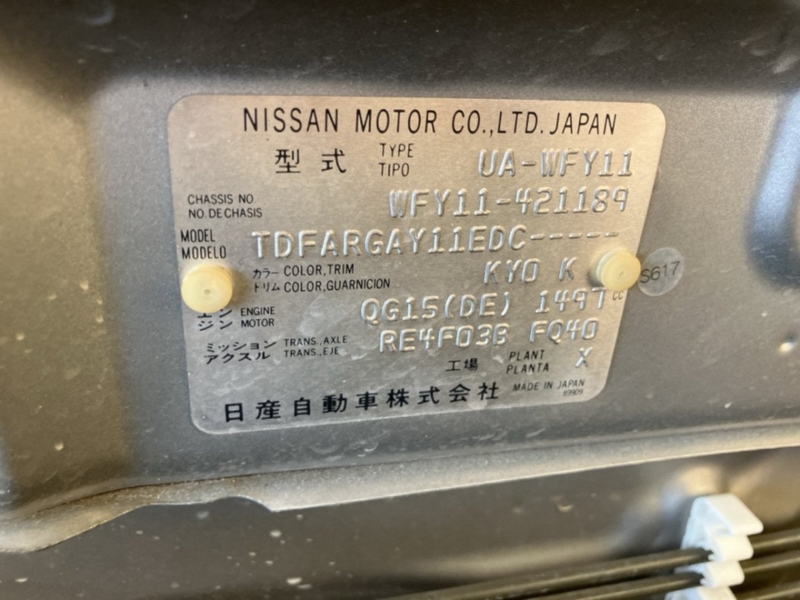 NISSAN MOTOR CO.,LTD. JAPAN
型式 TYPE TIPO UA-WFY11
CHASSIS NO
NO. DE CHASIS WFY11-421189
MODEL
MODELO TDFARGAY11EDC-----
カラー COLOR,TRIM
トリム COLOR,GUARNICION KY0 K
エン ENGINE
ジン MOTOR QG15(DE) 1497 cc
ミッション TRANS.,AXLE
アクスル TRANS.,EJE RE4F03B FQ40
工場 PLANT
PLANTA X
日産自動車株式会社 MADE IN JAPAN
S617